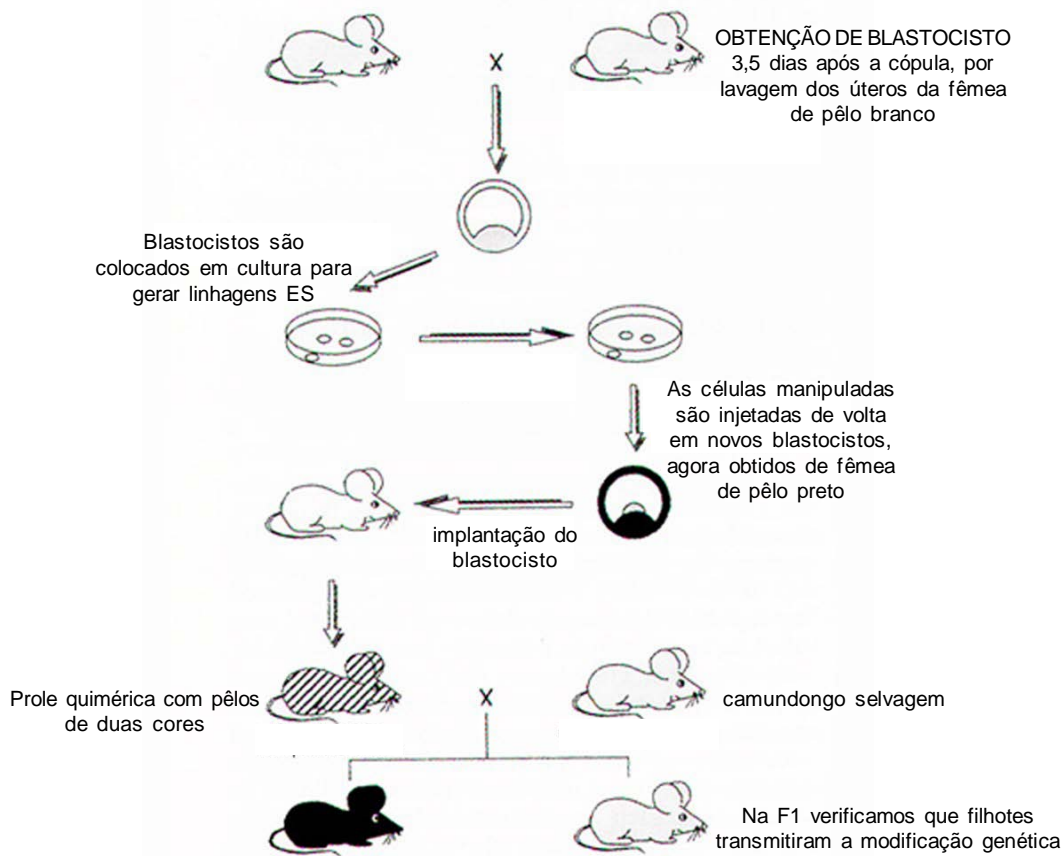 X
OBTENÇÃO DE BLASTOCISTO
3,5 dias após a cópula, por
lavagem dos úteros da fêmea
de pêlo branco
Blastocistos são
colocados em cultura para
gerar linhagens ES
As células manipuladas
são injetadas de volta
em novos blastocistos,
agora obtidos de fêmea
de pêlo preto
implantação do
blastocisto
Prole quimérica com pêlos
de duas cores
X
camundongo selvagem
Na F1 verificamos que filhotes
transmitiram a modificação genética